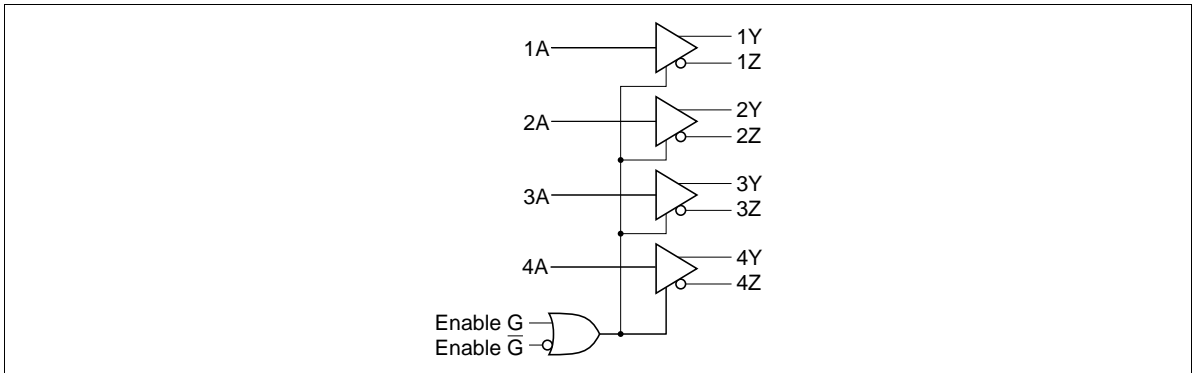 1A
1Y
1Z
2A
2Y
2Z
3A
3Y
3Z
4A
4Y
4Z
Enable G
Enable G̅